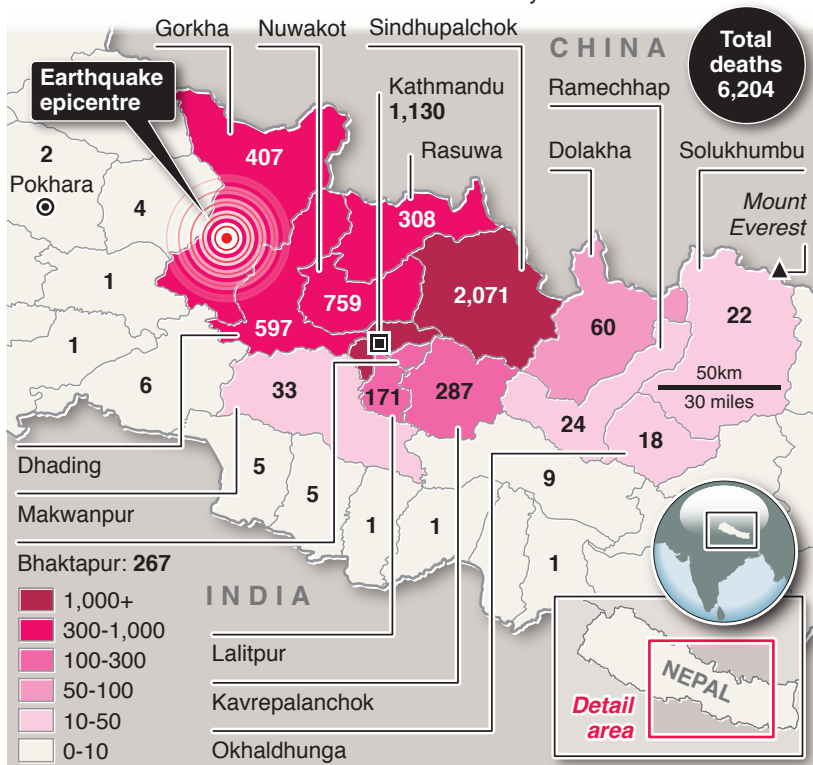 Gorkha
Nuwakot
Sindhupalchok
CHINA
Total
deaths
6,204
Earthquake
epicentre
Kathmandu
1,130
Ramechhap
Rasuwa
Dolakha
Solukhumbu
2
Pokhara
407
4
308
Mount
Everest
1
759
2,071
597
60
22
1
6
33
171
287
50km
30 miles
24
18
Dhading
5
5
9
Makwanpur
1
1
1
Bhaktapur: 267
INDIA
1,000+
300-1,000
100-300
50-100
10-50
0-10
Lalitpur
Kavrepalanchok
Okhaldhunga
NEPAL
Detail
area